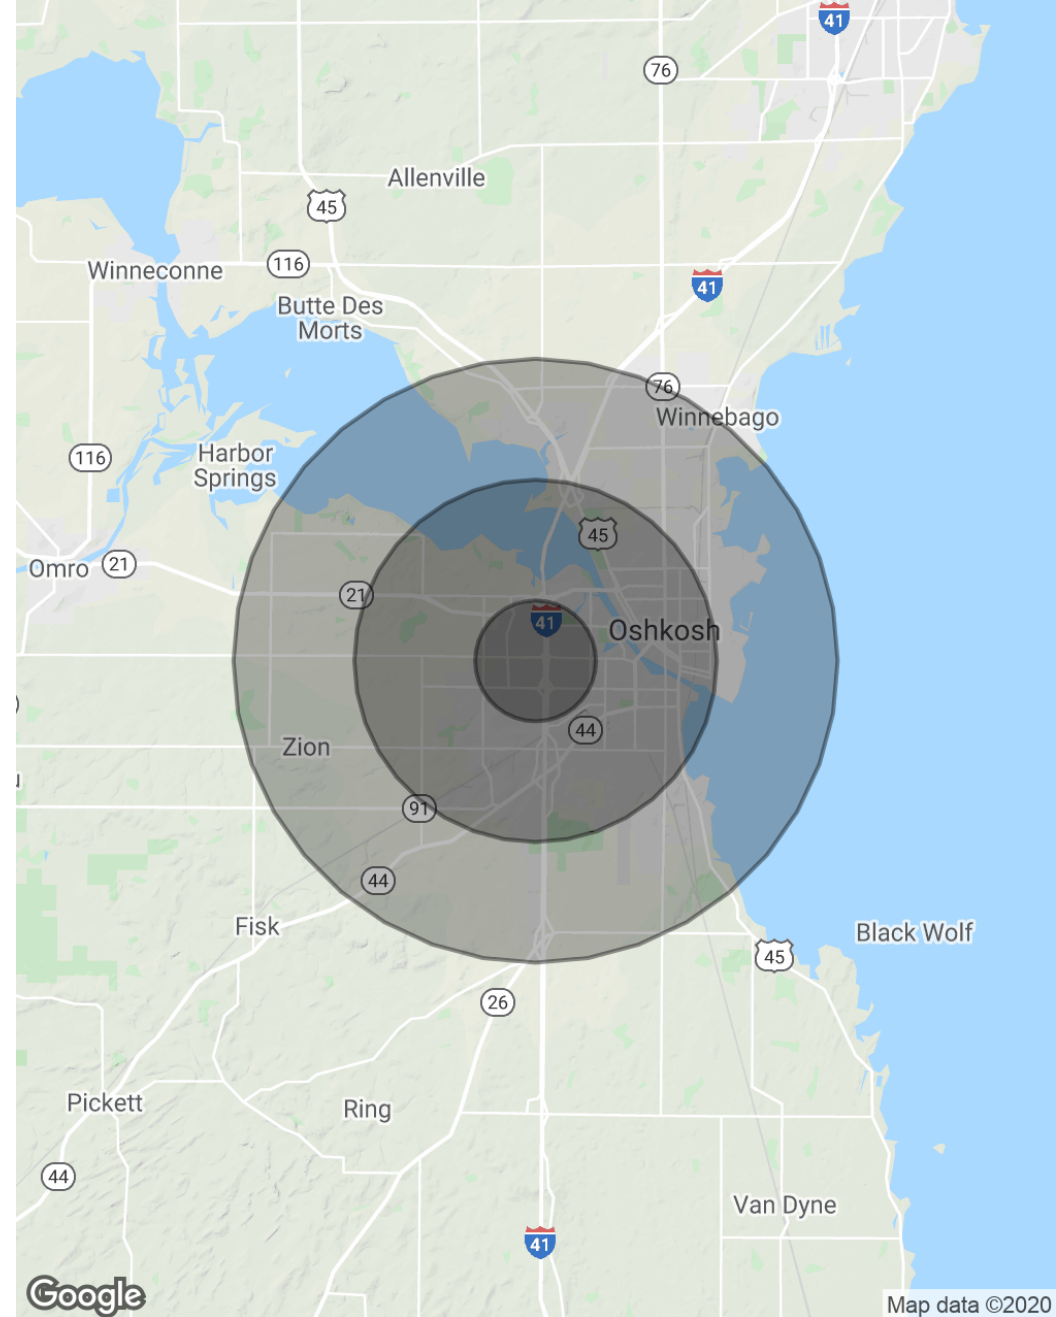 41
76
Allenville
45
Winneconne
116
41
Butte Des
Morts
76
Winnebago
116
Harbor
Springs
45
Omro
21
21
41
Oshkosh
44
Zion
91
44
Fisk
Black Wolf
45
26
Pickett
Ring
44
Van Dyne
41
Google
Map data ©2020